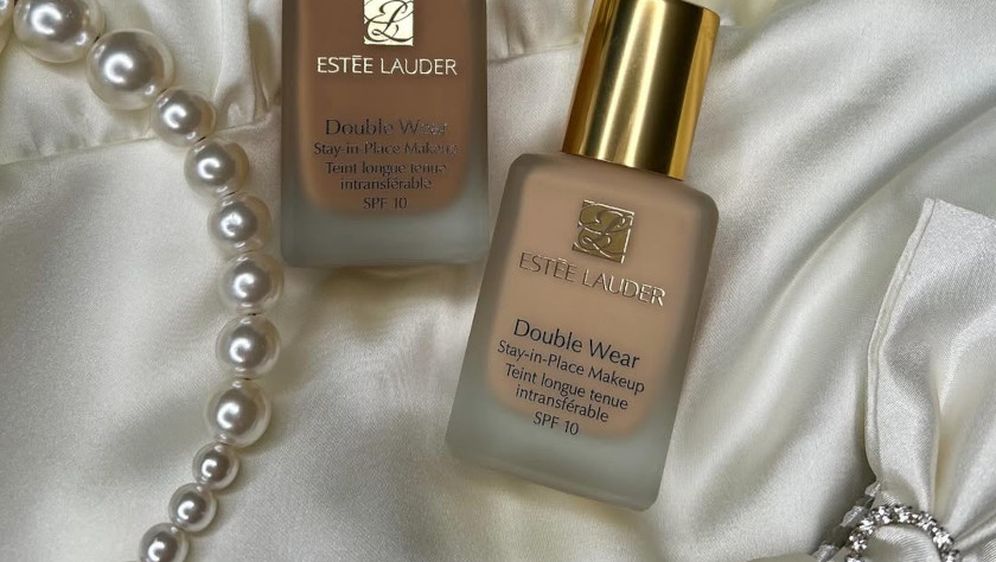 ESTĒE LAUDER
Double Wear
Stay-in-Place Makeup
Teint longue tenue
intransférable
SPF 10
ESTĒE LAUDER
Double Wear
Stay-in-Place Makeup
Teint longue tenue
intransférable
SPF 10